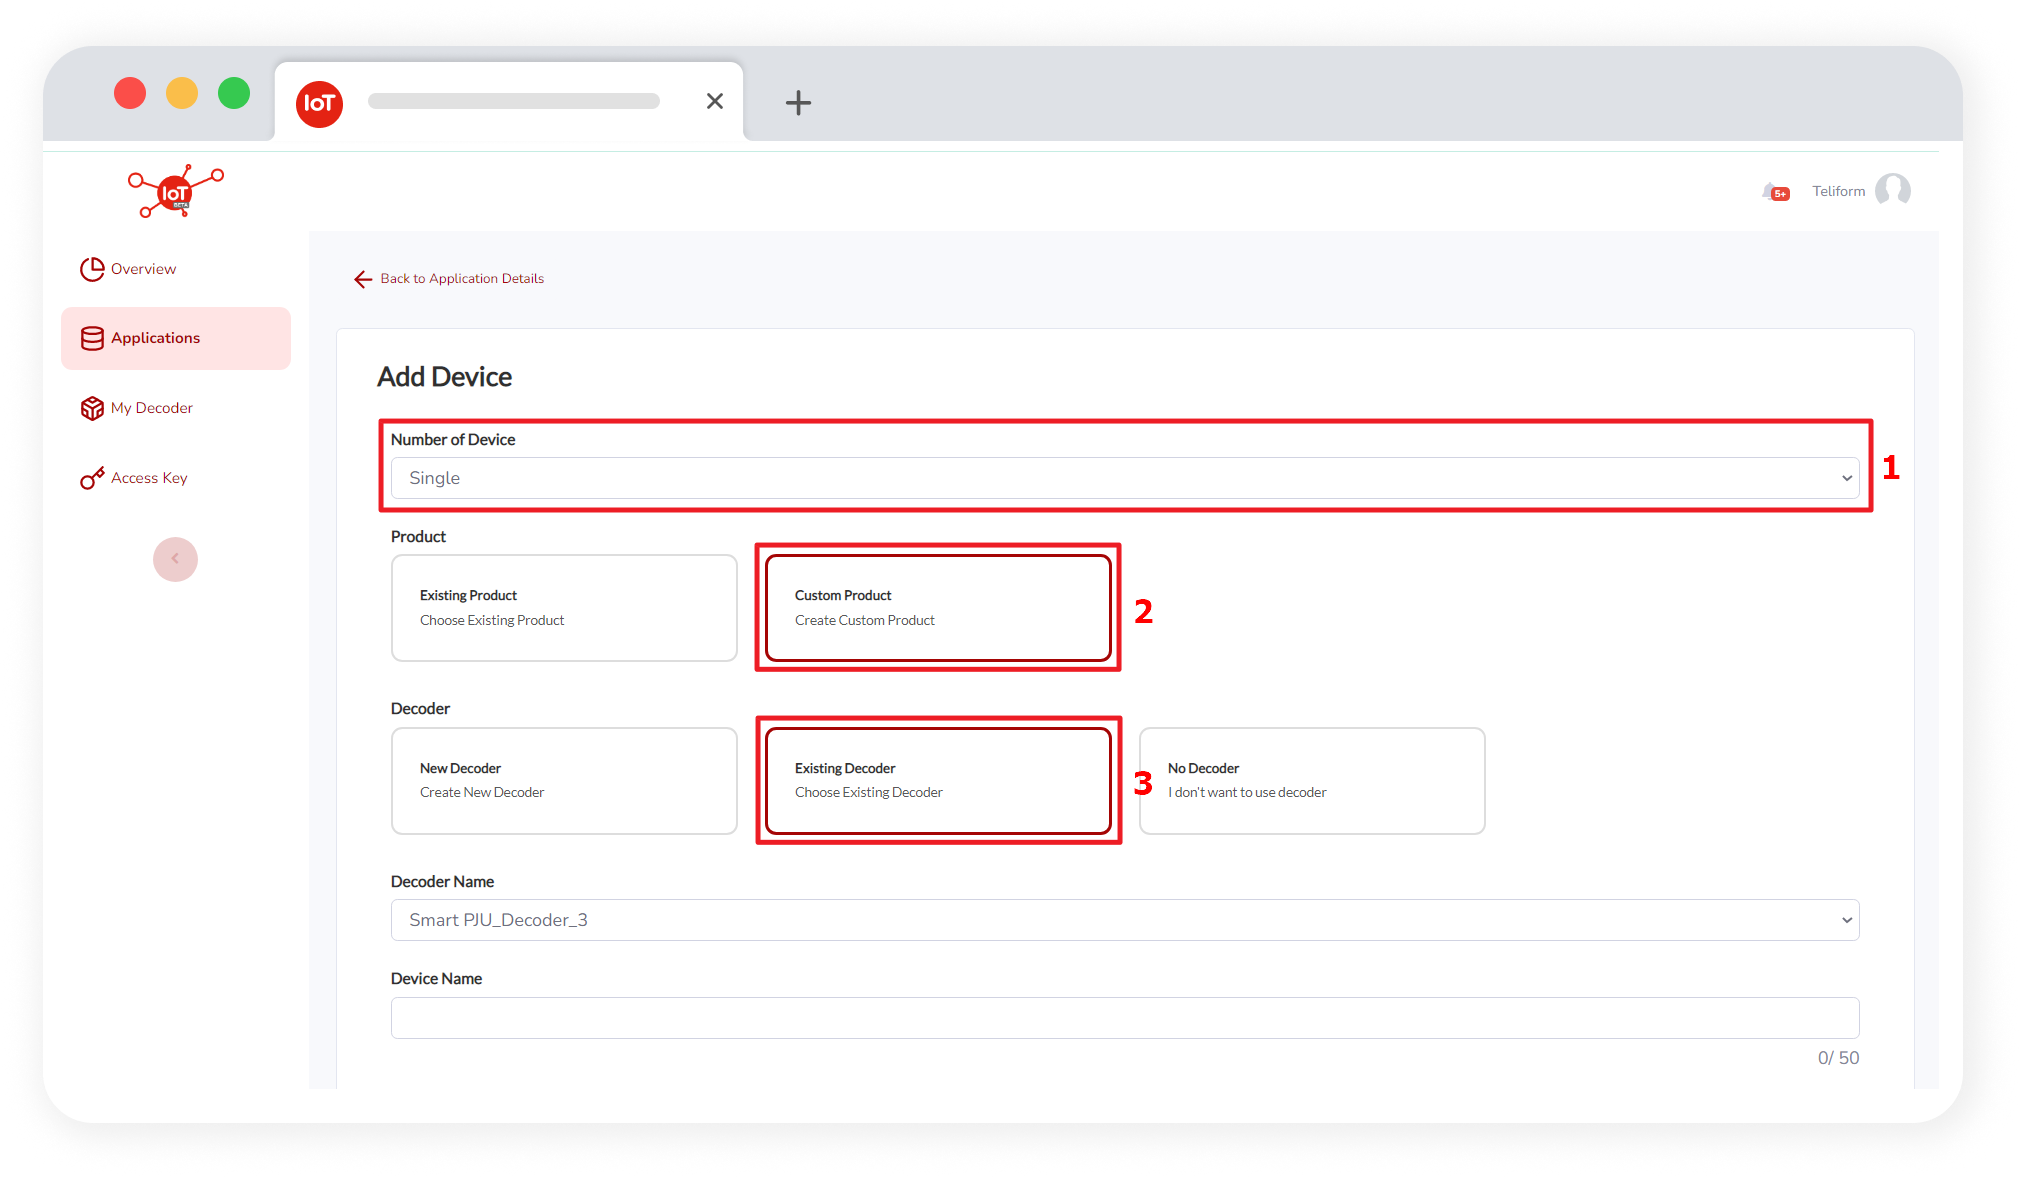 IoT
IoT
BETA
5+
Teliform
Overview
Applications
My Decoder
Access Key
Back to Application Details
Add Device
Number of Device
Single
1
Product
Existing Product
Choose Existing Product
Custom Product
Create Custom Product
2
Decoder
New Decoder
Create New Decoder
Existing Decoder
Choose Existing Decoder
3
No Decoder
I don't want to use decoder
Decoder Name
Smart PJU_Decoder_3
Device Name
0/ 50